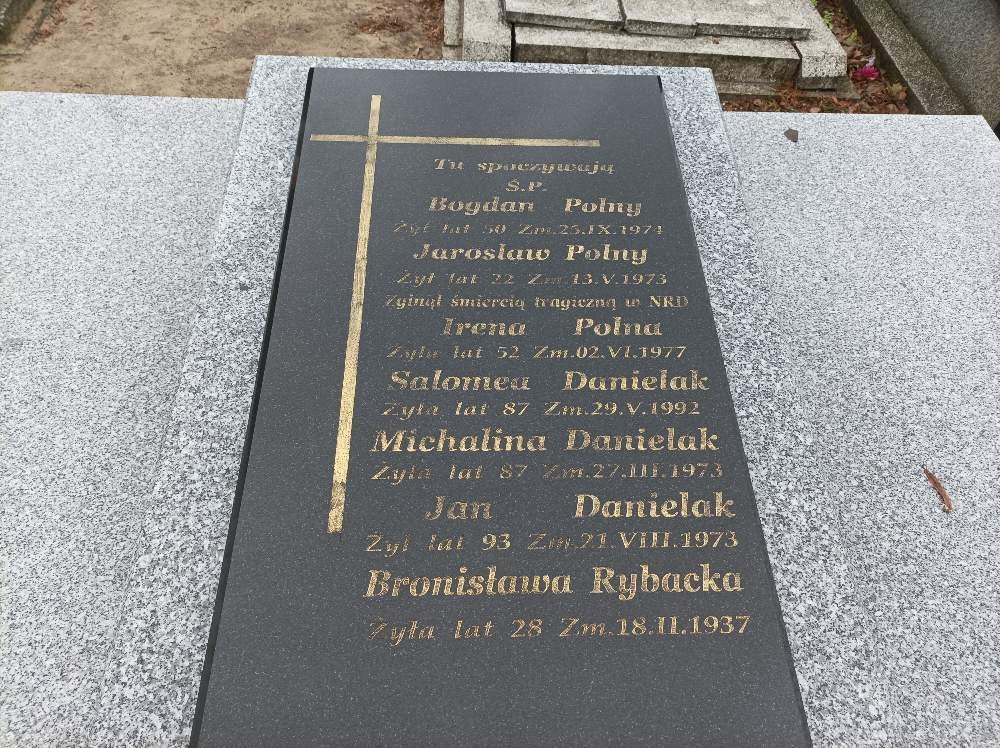 Tu spoczywają
Ś.P.
Bogdan Polny
Żył lat 50 Zm.25.IX.1974
Jarosław Polny
Żył lat 22 Zm.13.V.1973
Zginął śmiercią tragiczną w NRD
Irena Polna
Żyła lat 52 Zm.02.VI.1977
Salomea Danielak
Żyła lat 87 Zm.29.V.1992
Michalina Danielak
Żyła lat 87 Zm.27.III.1973
Jan Danielak
Żył lat 93 Zm.21.VIII.1973
Bronisława Rybacka
Żyła lat 28 Zm.18.II.1937